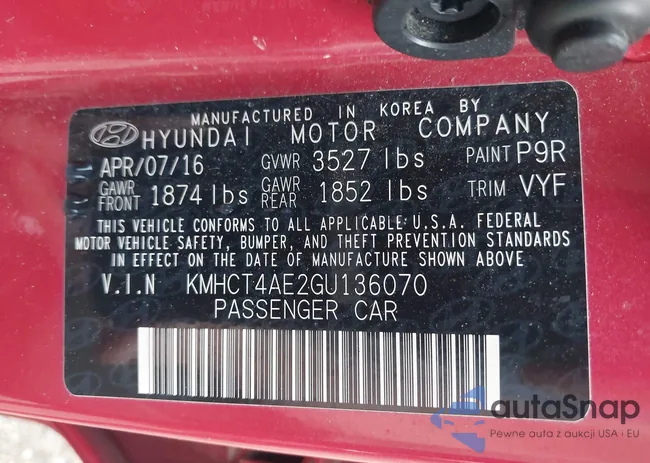 MANUFACTURED IN KOREA BY
HYUNDAI MOTOR COMPANY
APR/07/16 GVWR 3527 lbs PAINT P9R
GAWR FRONT 1874 lbs GAWR REAR 1852 lbs TRIM VYF
THIS VEHICLE CONFORMS TO ALL APPLICABLE U.S.A. FEDERAL
MOTOR VEHICLE SAFETY, BUMPER, AND THEFT PREVENTION STANDARDS
IN EFFECT ON THE DATE OF MANUFACTURE SHOWN ABOVE
V.I.N KMHCT4AE2GU136070
PASSENGER CAR
autaSnap
Pewne auta z aukcji USA i EU